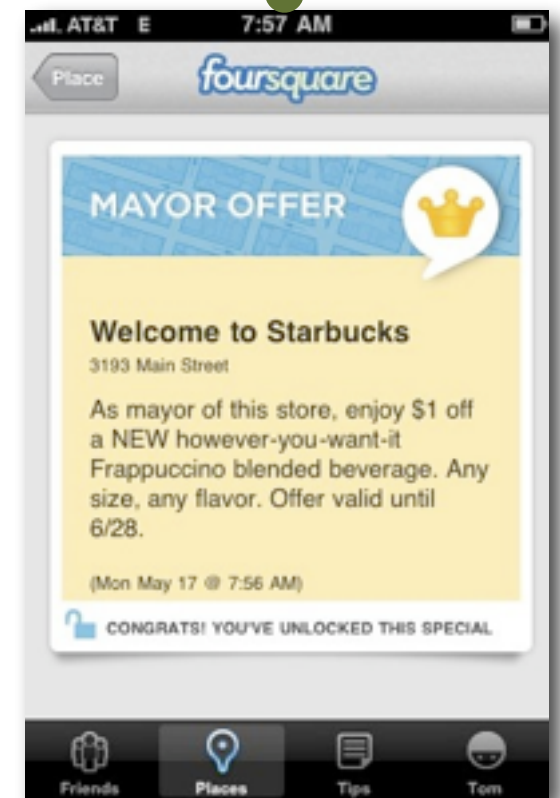 AT&T E 7:57 AM
Place foursquare
MAYOR OFFER
Welcome to Starbucks
3193 Main Street
As mayor of this store, enjoy $1 off
a NEW however-you-want-it
Frappuccino blended beverage. Any
size, any flavor. Offer valid until
6/28.
(Mon May 17 @ 7:56 AM)
CONGRATS! YOU'VE UNLOCKED THIS SPECIAL
Friends Places Tips Tom